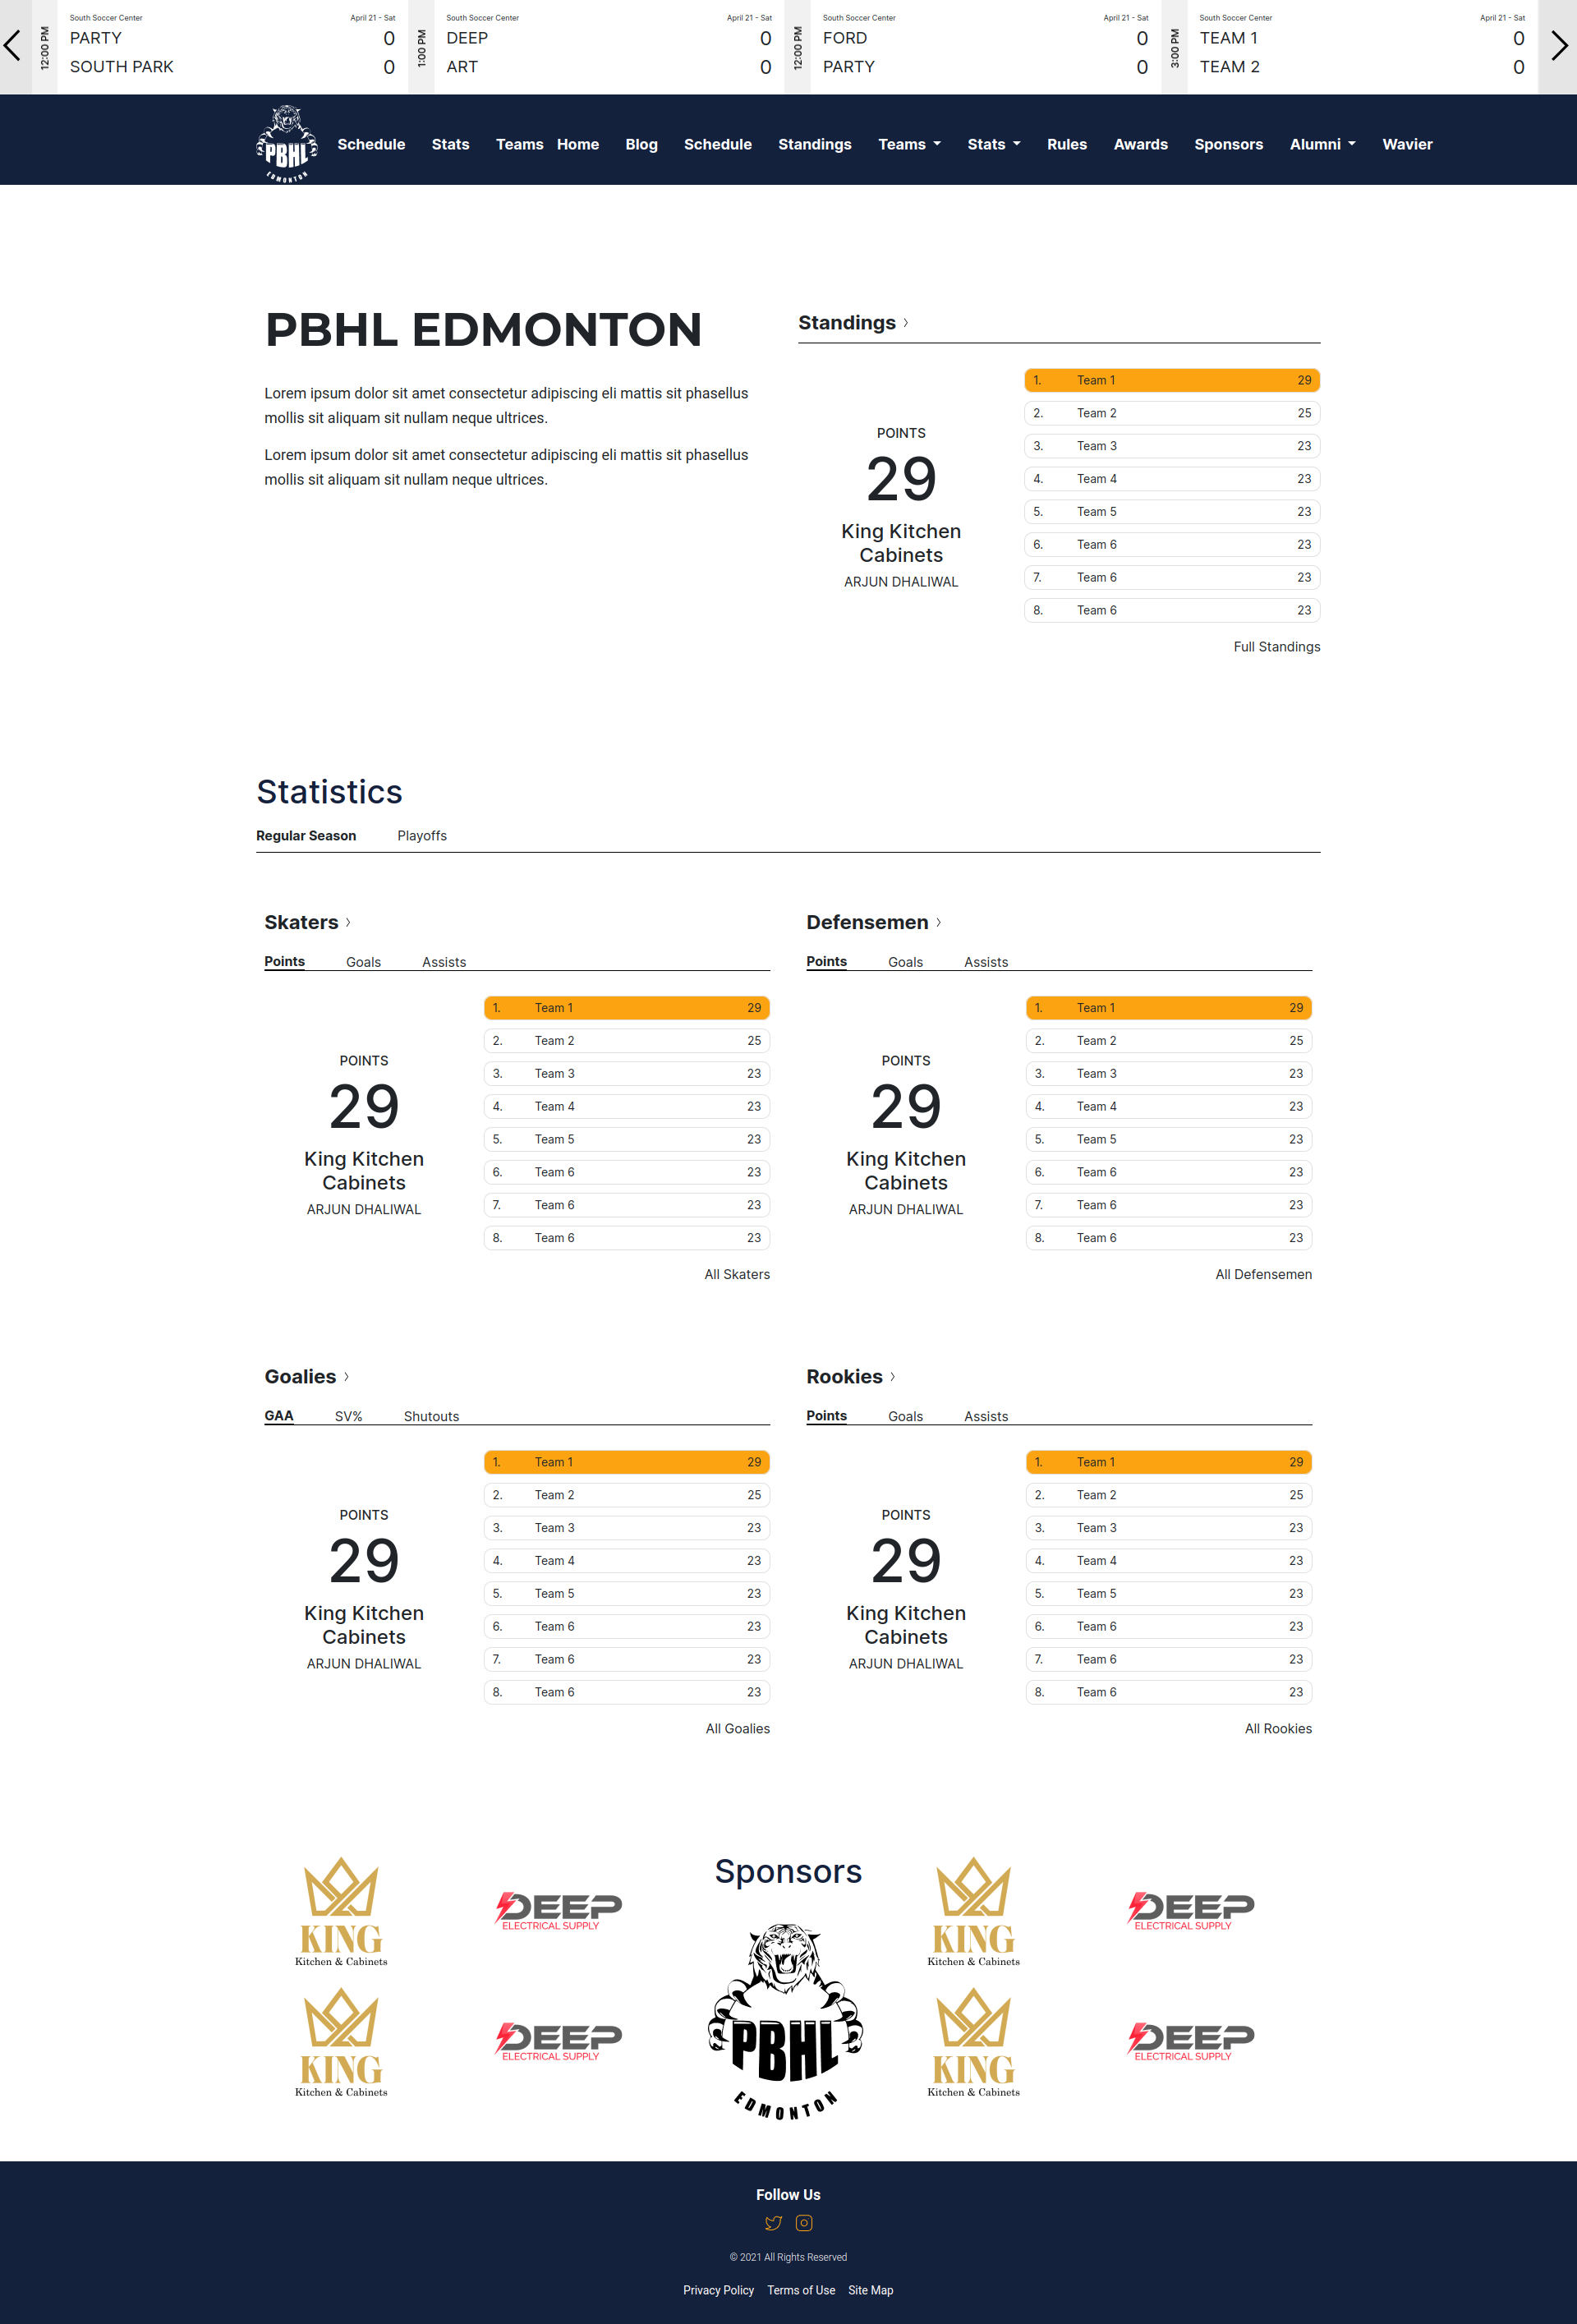 12:00 PM
South Soccer Center April 21 - Sat
PARTY 0
SOUTH PARK 0
1:00 PM
South Soccer Center April 21 - Sat
DEEP 0
ART 0
12:00 PM
South Soccer Center April 21 - Sat
FORD 0
PARTY 0
3:00 PM
South Soccer Center April 21 - Sat
TEAM 1 0
TEAM 2 0
PBHL
EDMONTON
Schedule Stats Teams Home Blog Schedule Standings Teams Stats Rules Awards Sponsors Alumni Wavier
PBHL EDMONTON
Lorem ipsum dolor sit amet consectetur adipiscing eli mattis sit phasellus
mollis sit aliquam sit nullam neque ultrices.
Lorem ipsum dolor sit amet consectetur adipiscing eli mattis sit phasellus
mollis sit aliquam sit nullam neque ultrices.
Standings
POINTS
29
King Kitchen
Cabinets
ARJUN DHALIWAL
1. Team 1 29
2. Team 2 25
3. Team 3 23
4. Team 4 23
5. Team 5 23
6. Team 6 23
7. Team 6 23
8. Team 6 23
Full Standings
Statistics
Regular Season Playoffs
Skaters
Points Goals Assists
POINTS
29
King Kitchen
Cabinets
ARJUN DHALIWAL
1. Team 1 29
2. Team 2 25
3. Team 3 23
4. Team 4 23
5. Team 5 23
6. Team 6 23
7. Team 6 23
8. Team 6 23
All Skaters
Defensemen
Points Goals Assists
POINTS
29
King Kitchen
Cabinets
ARJUN DHALIWAL
1. Team 1 29
2. Team 2 25
3. Team 3 23
4. Team 4 23
5. Team 5 23
6. Team 6 23
7. Team 6 23
8. Team 6 23
All Defensemen
Goalies
GAA SV% Shutouts
POINTS
29
King Kitchen
Cabinets
ARJUN DHALIWAL
1. Team 1 29
2. Team 2 25
3. Team 3 23
4. Team 4 23
5. Team 5 23
6. Team 6 23
7. Team 6 23
8. Team 6 23
All Goalies
Rookies
Points Goals Assists
POINTS
29
King Kitchen
Cabinets
ARJUN DHALIWAL
1. Team 1 29
2. Team 2 25
3. Team 3 23
4. Team 4 23
5. Team 5 23
6. Team 6 23
7. Team 6 23
8. Team 6 23
All Rookies
KING
Kitchen & Cabinets
DEEP
ELECTRICAL SUPPLY
KING
Kitchen & Cabinets
DEEP
ELECTRICAL SUPPLY
Sponsors
PBHL
EDMONTON
KING
Kitchen & Cabinets
DEEP
ELECTRICAL SUPPLY
KING
Kitchen & Cabinets
DEEP
ELECTRICAL SUPPLY
Follow Us
© 2021 All Rights Reserved
Privacy Policy Terms of Use Site Map